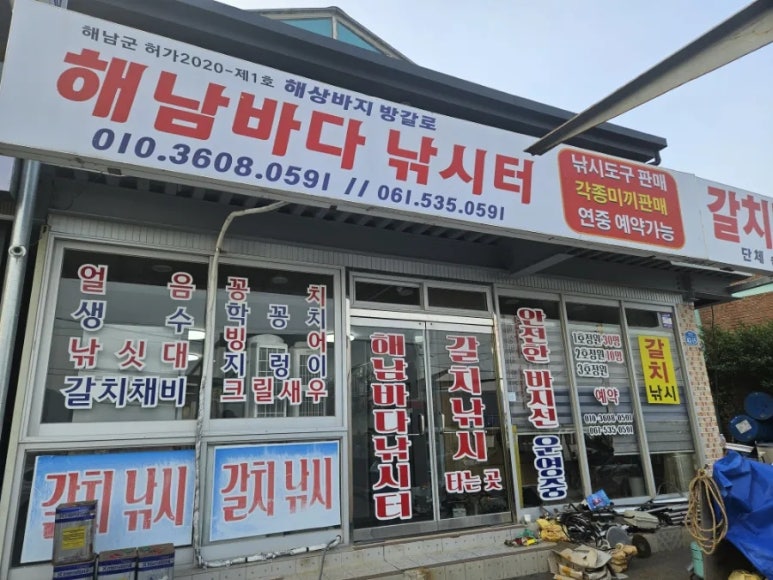 해남군 허가2020-제1호 해상바지 방갈로
해남바다 낚시터
010.3608.0591 // 061.535.0591
낚시도구 판매
각종미끼판매
연중 예약가능
갈치
단체
얼음
생수
낚싯대
갈치채비
꽁치
학꽁치
빙어
지렁이
크릴새우
해남바다낚시터
갈치낚시
타는곳
안전한 바지선 운영중
1호정원30명
2호정원10명
3호정원
예약
010-3608-0591
061-535-0591
갈치
낚시
갈치 낚시
갈치 낚시